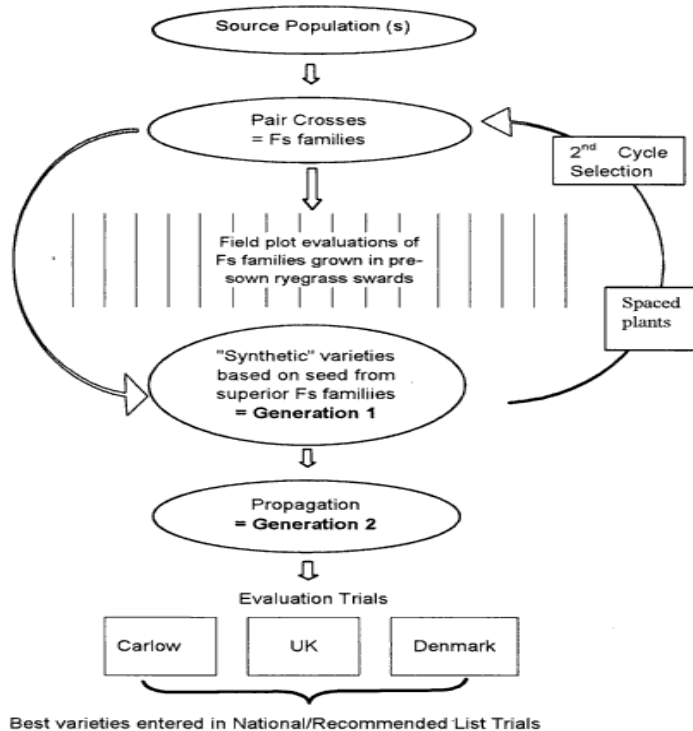 Source Population (s)
Pair Crosses
= Fs families
2nd Cycle
Selection
Field plot evaluations of
Fs families grown in pre-
sown ryegrass swards
Spaced
plants
"Synthetic" varieties
based on seed from
superior Fs familiies
= Generation 1
Propagation
= Generation 2
Evaluation Trials
Carlow
UK
Denmark
Best varieties entered in National/Recommended List Trials